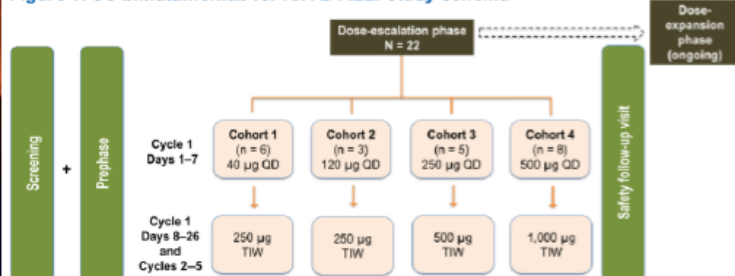 Dose-
expansion
phase
(ongoing)
Dose-escalation phase
N = 22
Screening
+
Prephase
Cycle 1
Days 1–7
Cohort 1
(n = 6)
40 µg QD
Cohort 2
(n = 3)
120 µg QD
Cohort 3
(n = 5)
250 µg QD
Cohort 4
(n = 8)
500 µg QD
Cycle 1
Days 8–26
and
Cycles 2–5
250 µg
TIW
250 µg
TIW
500 µg
TIW
1,000 µg
TIW
Safety follow-up visit